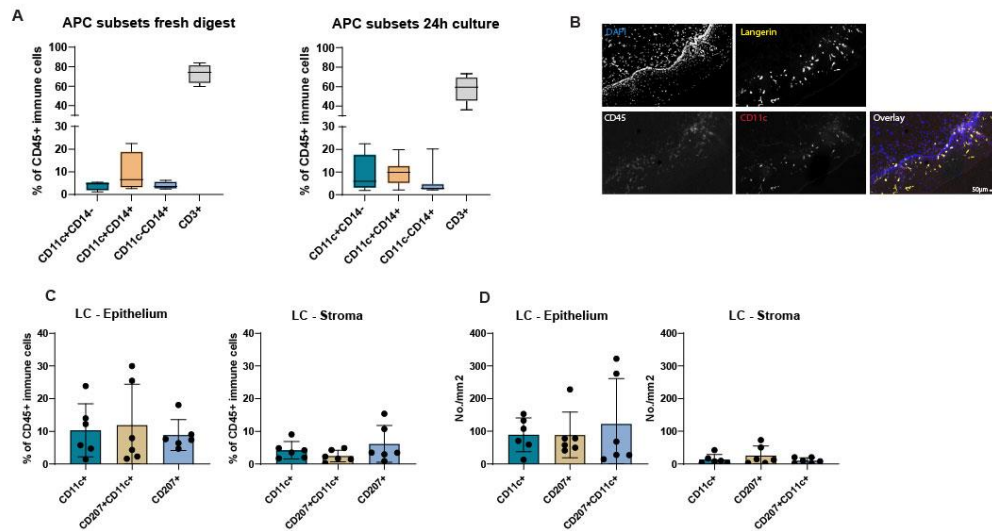 A
APC subsets fresh digest
% of CD45+ immune cells
100
80
60
40
30
20
10
0
CD11c+CD14-
CD11c+CD14+
CD11c-CD14+
CD3+
APC subsets 24h culture
% of CD45+ immune cells
100
80
60
40
30
20
10
0
CD11c+CD14-
CD11c+CD14+
CD11c-CD14+
CD3+
B
DAPI
Langerin
CD45
CD11c
Overlay
50µm
C
LC - Epithelium
% of CD45+ immune cells
40
30
20
10
0
CD11c+
CD207+CD11c+
CD207+
LC - Stroma
% of CD45+ immune cells
40
30
20
10
0
CD11c+
CD207+CD11c+
CD207+
D
LC - Epithelium
No./mm2
400
300
200
100
0
CD11c+
CD207+
CD207+CD11c+
LC - Stroma
No./mm2
400
300
200
100
0
CD11c+
CD207+
CD207+CD11c+